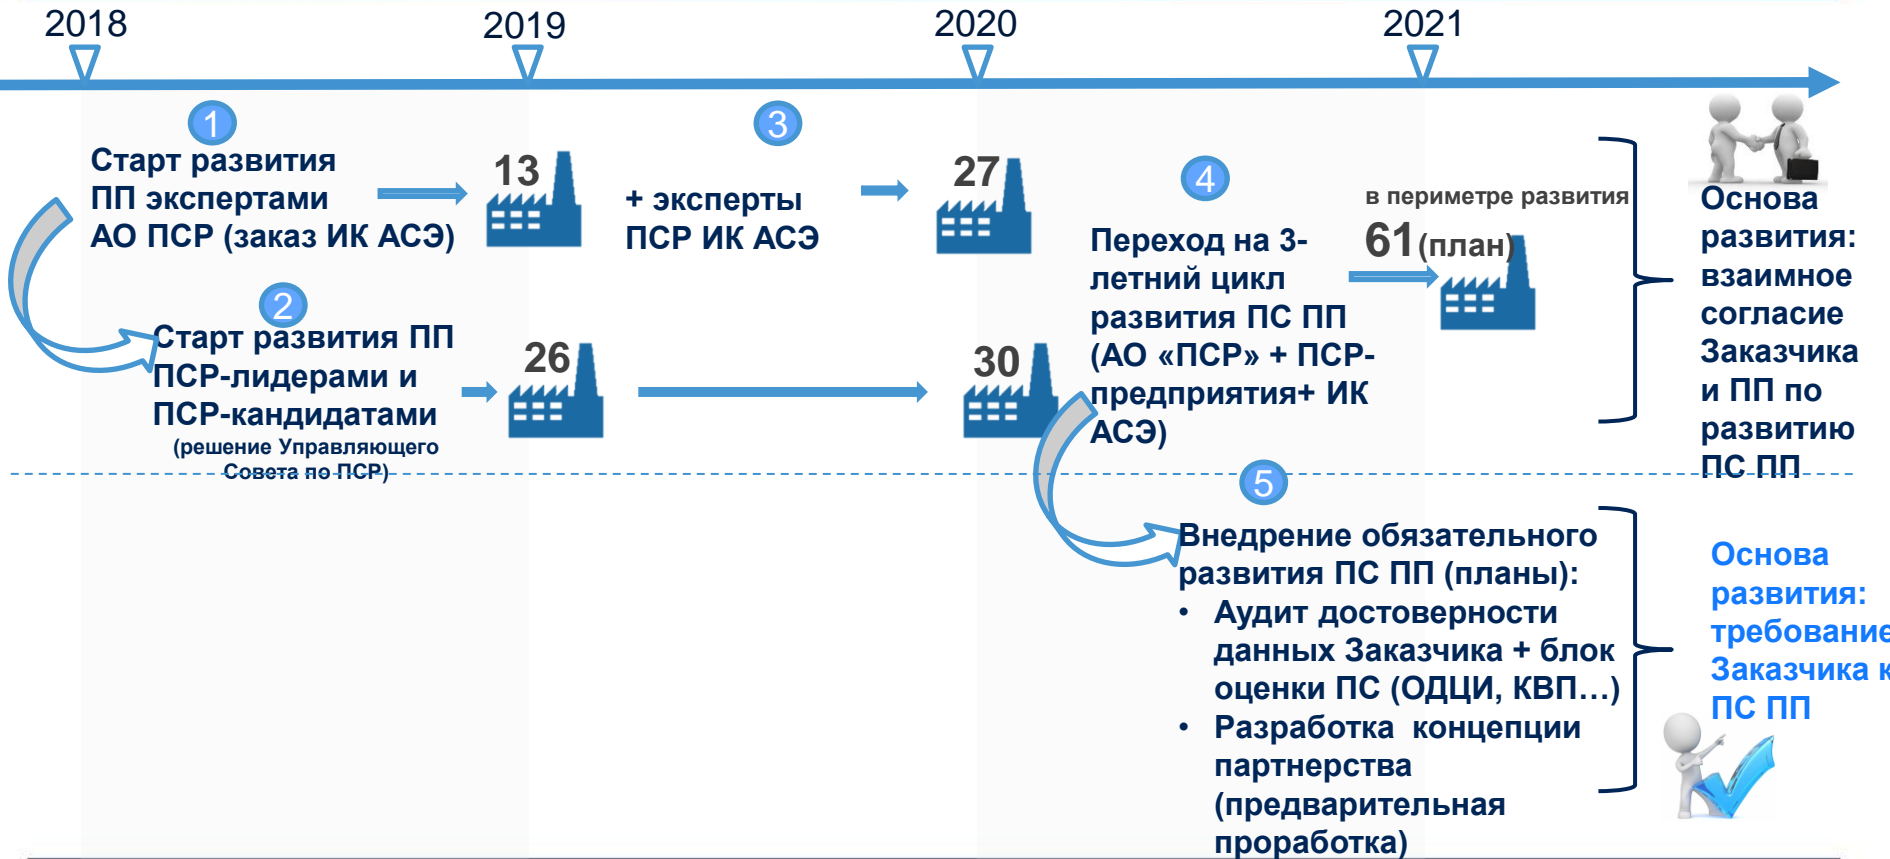 2018
2019
2020
2021
1
Старт развития
ПП экспертами
АО ПСР (заказ ИК АСЭ)
13
3
+ эксперты
ПСР ИК АСЭ
27
2
Старт развития ПП
ПСР-лидерами и
ПСР-кандидатами
(решение Управляющего
Совета по ПСР)
26
30
4
Переход на 3-
летний цикл
развития ПС ПП
(АО «ПСР» + ПСР-
предприятия+ ИК
АСЭ)
в периметре развития
61(план)
Основа
развития:
взаимное
согласие
Заказчика
и ПП по
развитию
ПС ПП
5
Внедрение обязательного
развития ПС ПП (планы):
• Аудит достоверности
данных Заказчика + блок
оценки ПС (ОДЦИ, КВП…)
• Разработка концепции
партнерства
(предварительная
проработка)
Основа
развития:
требование
Заказчика к
ПС ПП